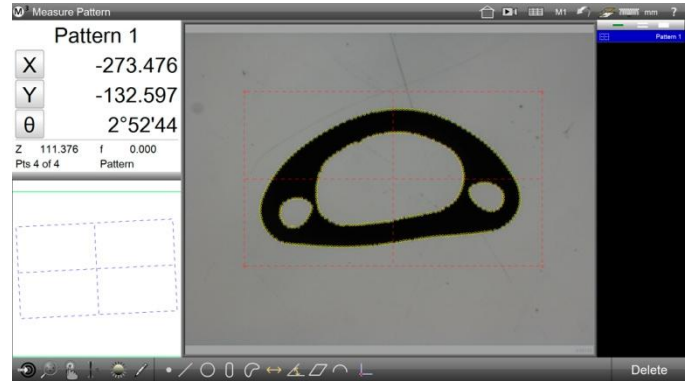 M3 Measure Pattern
M1
mm
?
Pattern 1
X -273.476
Y -132.597
θ 2°52'44
Z 111.376 f 0.000
Pts 4 of 4 Pattern
Pattern 1
Delete